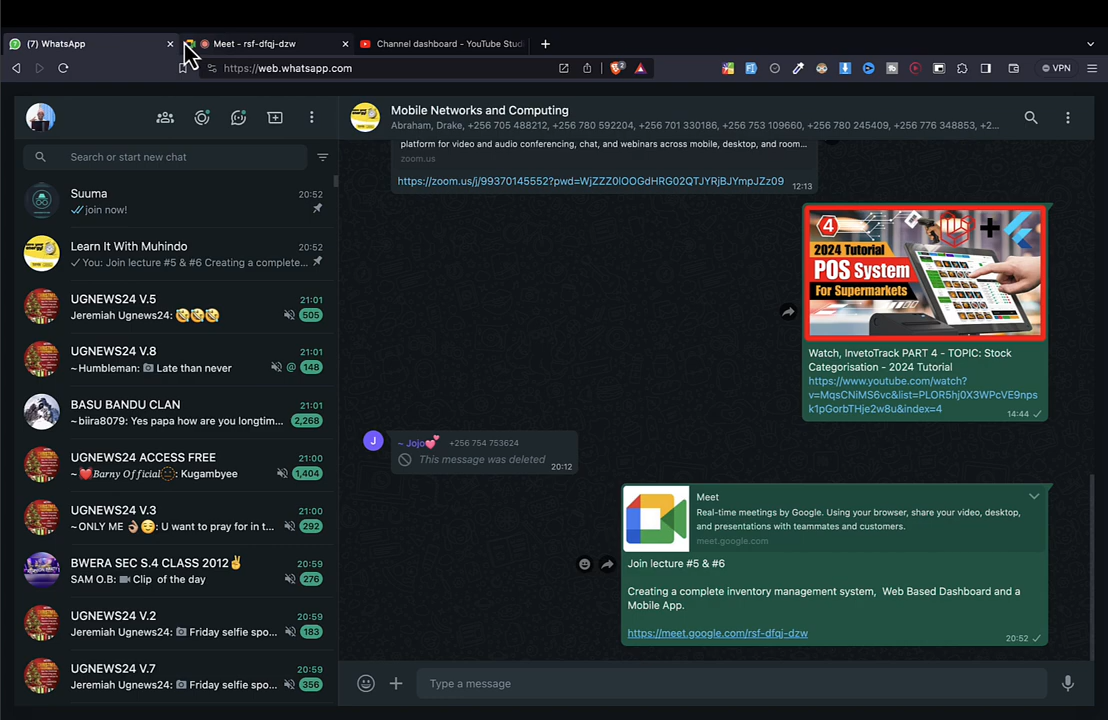 (7) WhatsApp
Meet - rsf-dfqj-dzw
Channel dashboard - YouTube Stud
https://web.whatsapp.com
2
VPN
Mobile Networks and Computing
Abraham, Drake, +256 705 488212, +256 780 592204, +256 701 330186, +256 753 109660, +256 780 245409, +256 776 348853, +2...
Search or start new chat
Suuma
20:52
join now!
Learn It With Muhindo
20:52
You: Join lecture #5 & #6 Creating a complete...
UGNEWS24 V.5
21:01
Jeremiah Ugnews24: 🤣🤣🤣
505
UGNEWS24 V.8
21:01
~Humbleman: 📷 Late than never
@ 148
BASU BANDU CLAN
21:01
~biira8079: Yes papa how are you longtim...
2,268
UGNEWS24 ACCESS FREE
21:00
~❤️Barny Official: Kugambyee
1,404
UGNEWS24 V.3
21:00
~ONLY ME 👌🏽😌: U want to pray for in t...
292
BWERA SEC S.4 CLASS 2012✌️
20:59
SAM O.B: Clip of the day
276
UGNEWS24 V.2
20:59
Jeremiah Ugnews24: 📷 Friday selfie spo...
183
UGNEWS24 V.7
20:59
Jeremiah Ugnews24: 📷 Friday selfie spo...
356
platform for video and audio conferencing, chat, and webinars across mobile, desktop, and room...
zoom.us
https://zoom.us/j/99370145552?pwd=WjZZZ0lOOGdHRG02QTJYRjBJYmpJZz09
12:13
4
2024 Tutorial
POS System
For Supermarkets
Watch, InvetoTrack PART 4 - TOPIC: Stock
Categorisation - 2024 Tutorial
https://www.youtube.com/watch?
v=MqsCNiMS6vc&list=PLOR5hj0X3WPcVE9nps
k1pGorbTHje2w8u&index=4
14:44
J
~ Jojo💕 +256 754 753624
This message was deleted
20:12
Meet
Real-time meetings by Google. Using your browser, share your video, desktop,
and presentations with teammates and customers.
meet.google.com
Join lecture #5 & #6
Creating a complete inventory management system, Web Based Dashboard and a
Mobile App.
https://meet.google.com/rsf-dfqj-dzw
20:52
Type a message